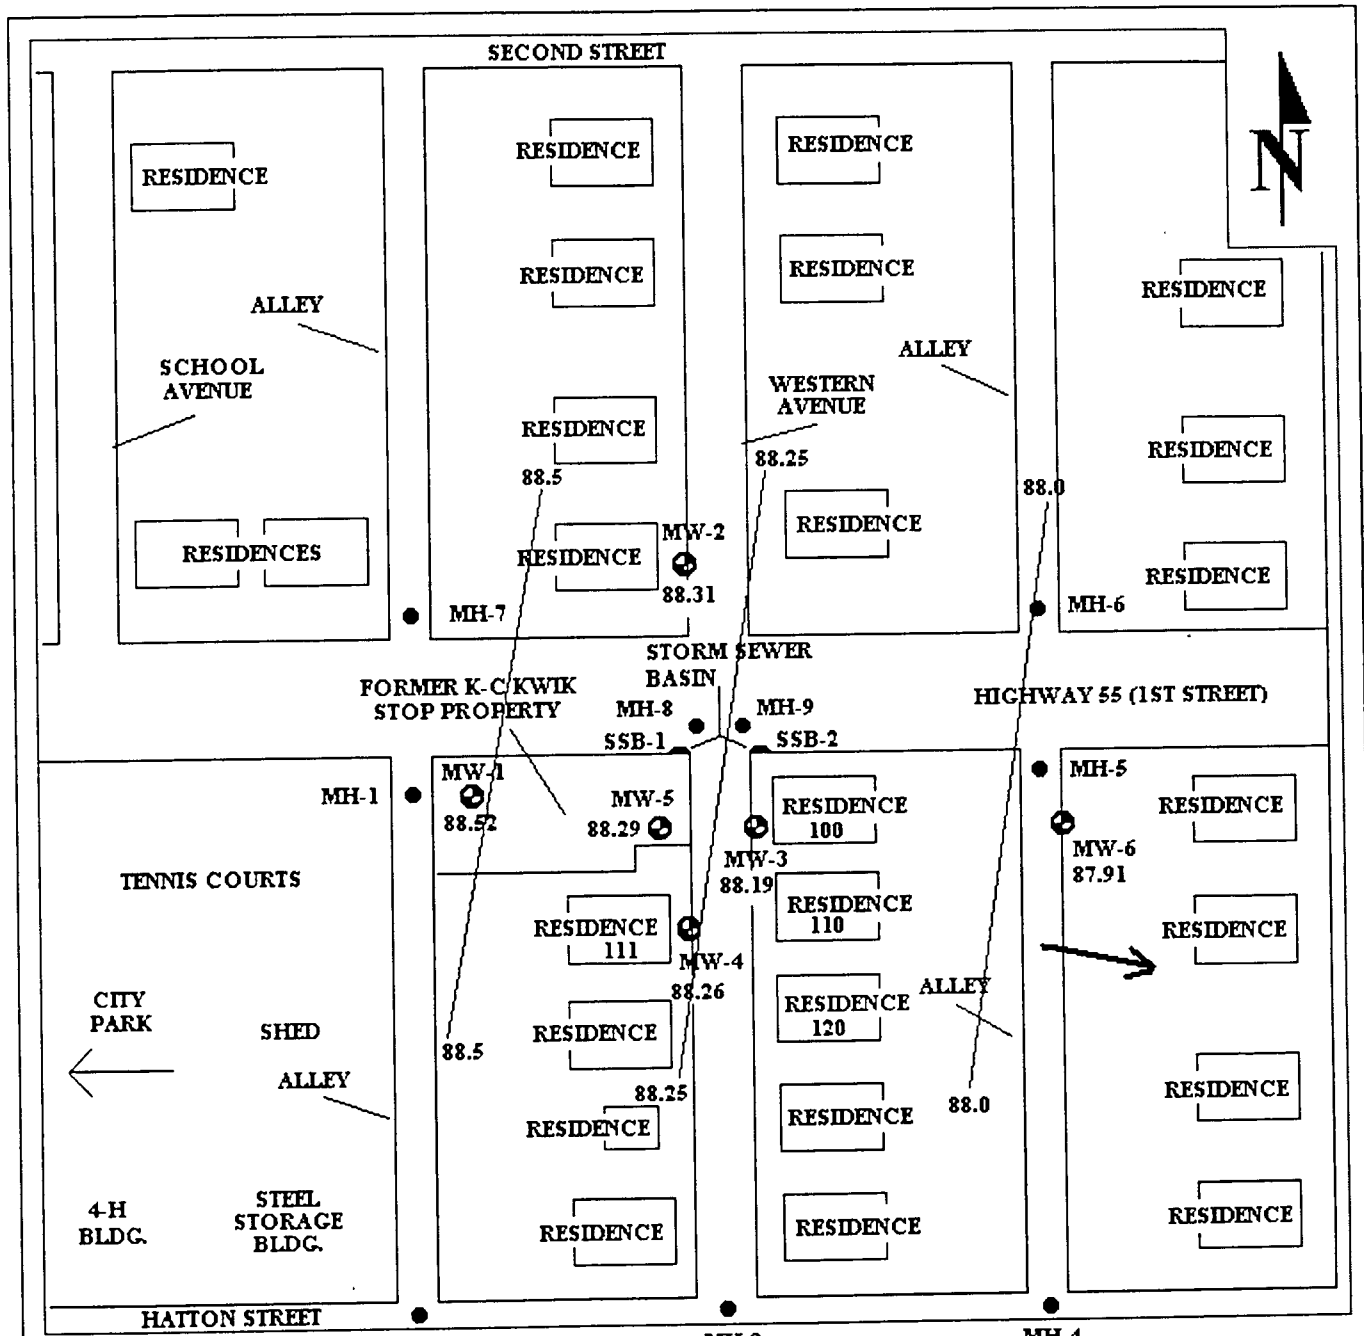 SECOND STREET
N
RESIDENCE
RESIDENCE
RESIDENCE
RESIDENCE
RESIDENCE
RESIDENCE
RESIDENCE
ALLEY
ALLEY
SCHOOL
AVENUE
WESTERN
AVENUE
RESIDENCE
RESIDENCE
88.25
88.5
88.0
RESIDENCES
RESIDENCE
MW-2
88.31
RESIDENCE
RESIDENCE
MH-7
MH-6
STORM SEWER
BASIN
FORMER K-C KWIK
STOP PROPERTY
HIGHWAY 55 (1ST STREET)
MH-8
MH-9
SSB-1
SSB-2
MW-1
88.52
MH-1
MW-5
88.29
RESIDENCE
100
MW-3
88.19
MH-5
RESIDENCE
MW-6
87.91
TENNIS COURTS
RESIDENCE
111
MW-4
88.26
RESIDENCE
110
RESIDENCE
CITY
PARK
SHED
RESIDENCE
RESIDENCE
120
ALLEY
88.5
ALLEY
88.25
88.0
RESIDENCE
RESIDENCE
RESIDENCE
4-H
BLDG.
STEEL
STORAGE
BLDG.
RESIDENCE
RESIDENCE
RESIDENCE
HATTON STREET
MH-4